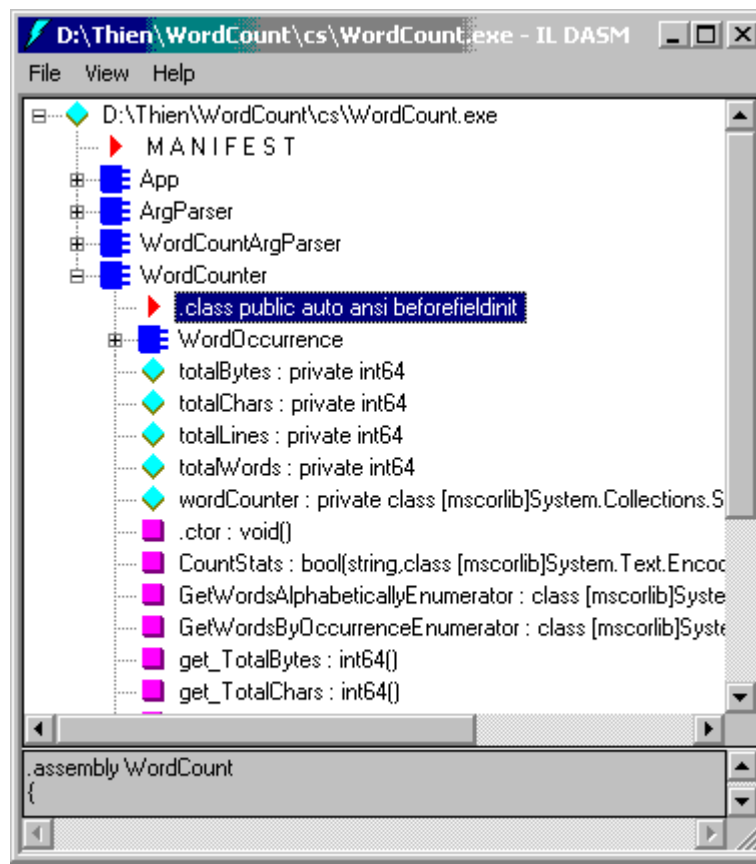 D:\Thien\WordCount\cs\WordCount.exe - IL DASM
File View Help
D:\Thien\WordCount\cs\WordCount.exe
M A N I F E S T
App
ArgParser
WordCountArgParser
WordCounter
.class public auto ansi beforefieldinit
WordOccurrence
totalBytes : private int64
totalChars : private int64
totalLines : private int64
totalWords : private int64
wordCounter : private class [mscorlib]System.Collections.S
.ctor : void()
CountStats : bool(string,class [mscorlib]System.Text.Encod
GetWordsAlphabeticallyEnumerator : class [mscorlib]Syste
GetWordsByOccurrenceEnumerator : class [mscorlib]Syste
get_TotalBytes : int64()
get_TotalChars : int64()
.assembly WordCount
{